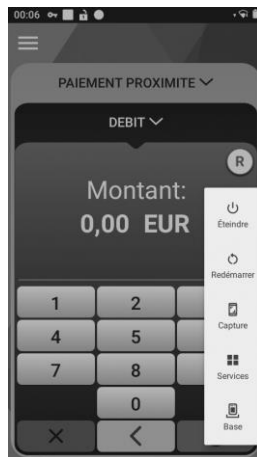 00:06
PAIEMENT PROXIMITE
DEBIT
R
Montant:
0,00 EUR
Éteindre
Redémarrer
Capture
Services
Base
1 2
4 5
7 8
0